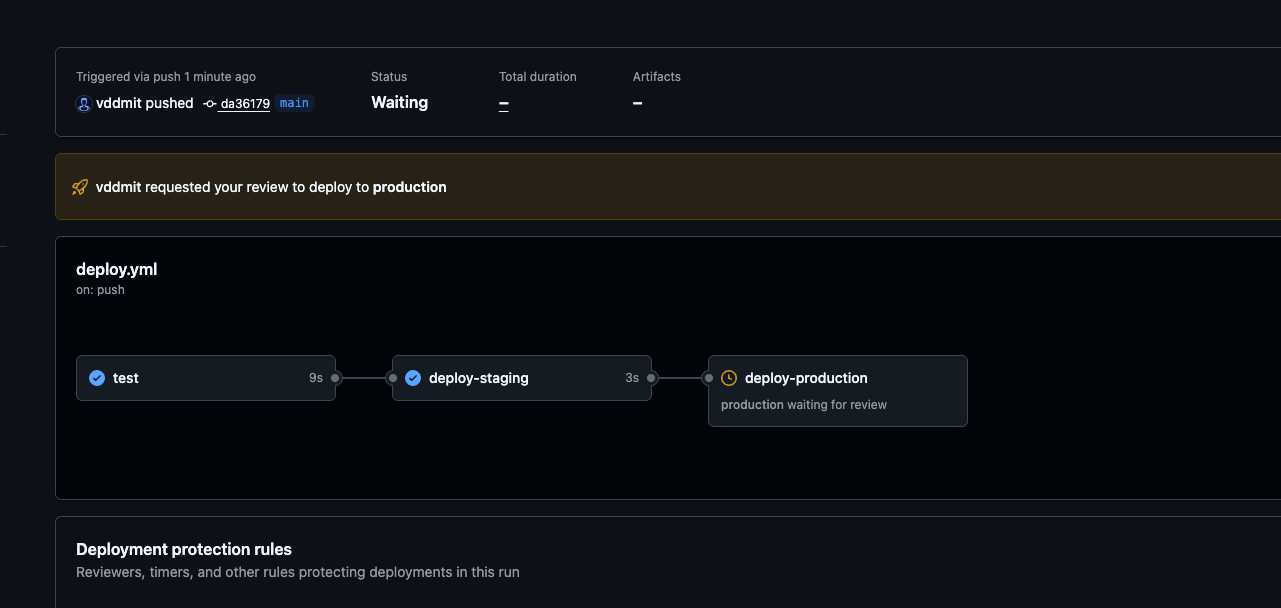 Triggered via push 1 minute ago
vddmit pushed da36179 main
Status
Waiting
Total duration
–
Artifacts
–
vddmit requested your review to deploy to production
deploy.yml
on: push
test 9s
deploy-staging 3s
deploy-production
production waiting for review
Deployment protection rules
Reviewers, timers, and other rules protecting deployments in this run